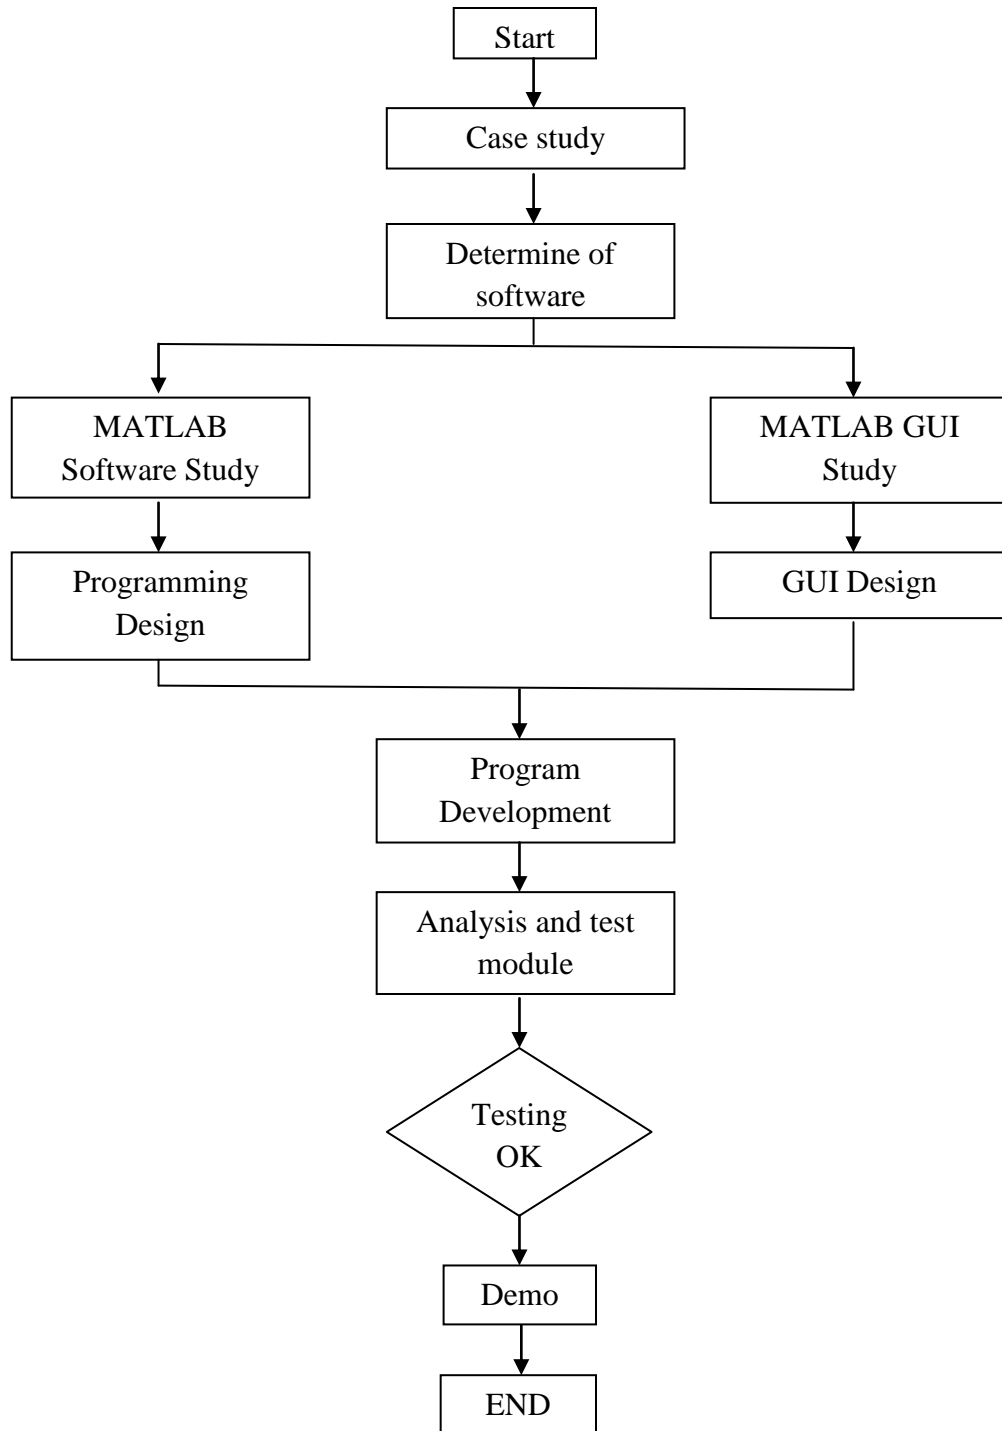 Start
Case study
Determine of
software
MATLAB
Software Study
MATLAB GUI
Study
Programming
Design
GUI Design
Program
Development
Analysis and test
module
Testing
OK
Demo
END